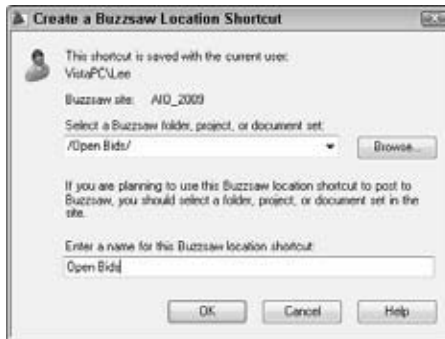 Create a Buzzsaw Location Shortcut
This shortcut is saved with the current user:
VistaPC\Lee
Buzzsaw site: AIO_2009
Select a Buzzsaw folder, project, or document set:
/Open Bids/
Browse...
If you are planning to use this Buzzsaw location shortcut to post to
Buzzsaw, you should select a folder, project, or document set in the
site.
Enter a name for this Buzzsaw location shortcut:
Open Bids
OK Cancel Help